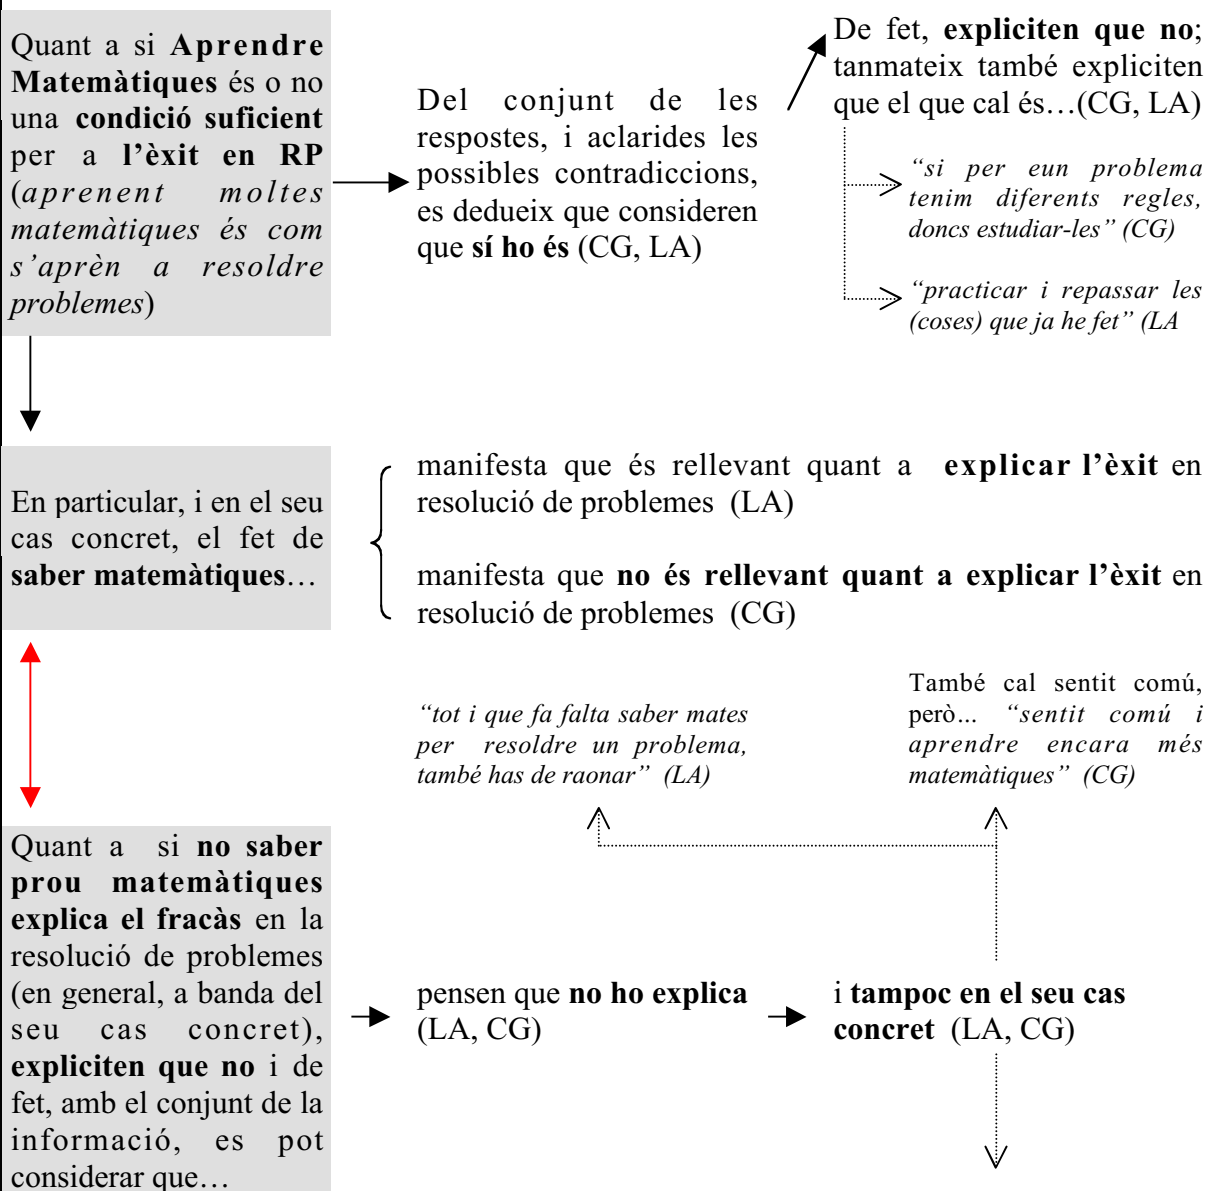 Quant a si Aprendre
Matemàtiques és o no
una condició suficient
per a l’èxit en RP
(aprenent moltes
matemàtiques és com
s’aprèn a resoldre
problemes)
Del conjunt de les
respostes, i aclarides les
possibles contradiccions,
es dedueix que consideren
que sí ho és (CG, LA)
De fet, expliciten que no;
tanmateix també expliciten
que el que cal és…(CG, LA)
“si per eun problema
tenim diferents regles,
doncs estudiar-les” (CG)
“practicar i repassar les
(coses) que ja he fet” (LA
En particular, i en el seu
cas concret, el fet de
saber matemàtiques…
manifesta que és rellevant quant a explicar l’èxit en
resolució de problemes (LA)
manifesta que no és rellevant quant a explicar l’èxit en
resolució de problemes (CG)
“tot i que fa falta saber mates
per resoldre un problema,
també has de raonar” (LA)
També cal sentit comú,
però… “sentit comú i
aprendre encara més
matemàtiques” (CG)
Quant a si no saber
prou matemàtiques
explica el fracàs en la
resolució de problemes
(en general, a banda del
seu cas concret),
expliciten que no i de
fet, amb el conjunt de la
informació, es pot
considerar que…
pensen que no ho explica
(LA, CG)
i tampoc en el seu cas
concret (LA, CG)